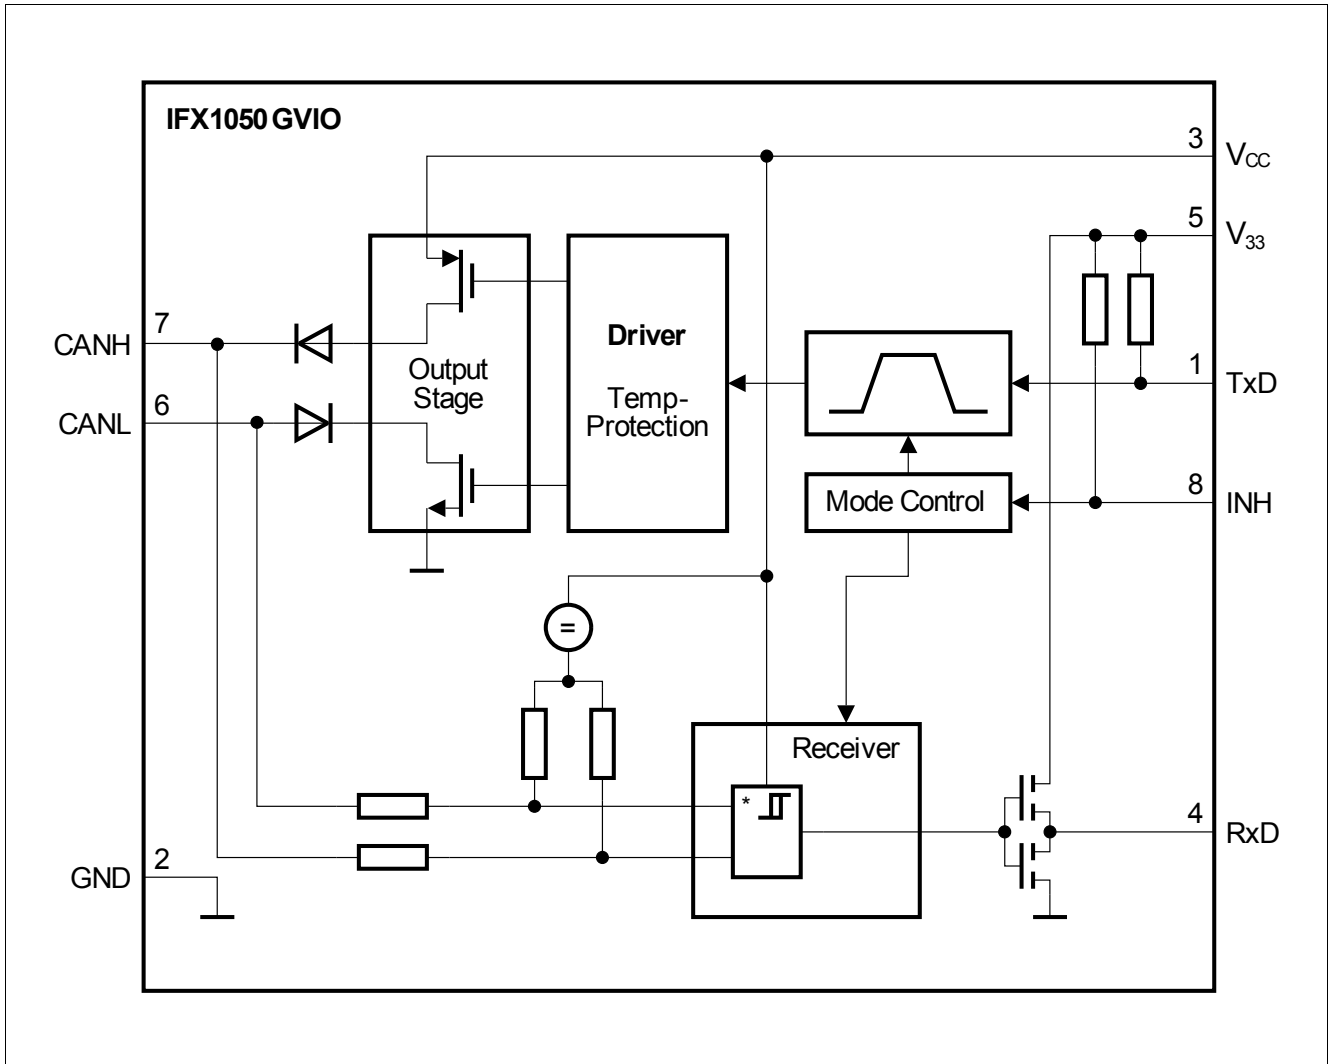 IFX1050 GVIO
3
V_CC
5
V_33
7
CANH
6
CANL
Output
Stage
Driver
Temp-
Protection
1
TxD
8
INH
Mode Control
=
Receiver
*
4
RxD
2
GND